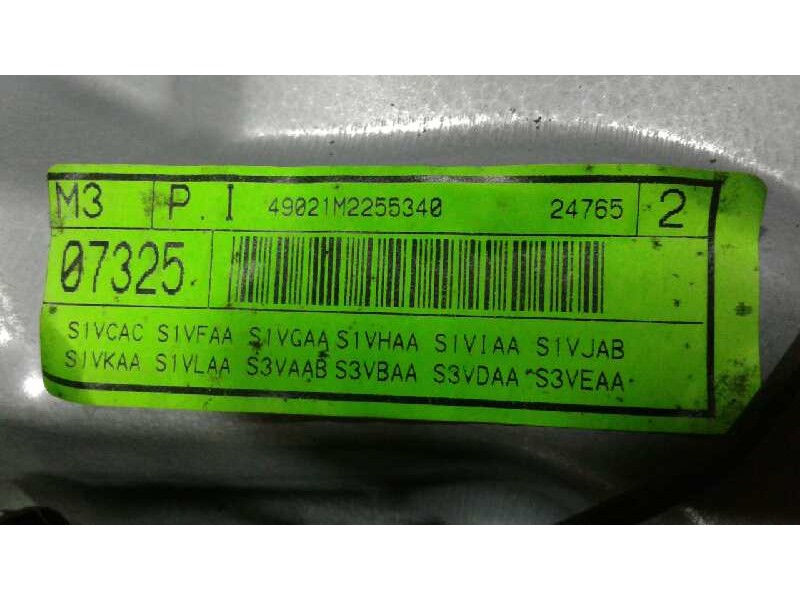 M3 P.I 49021M2255340 24765 2
07325
S1VCAC S1VFAA S1VGAA S1VHAA S1VIAA S1VJAB
S1VKAA S1VLAA S3VAAB S3VBAA S3VDAA S3VEAA